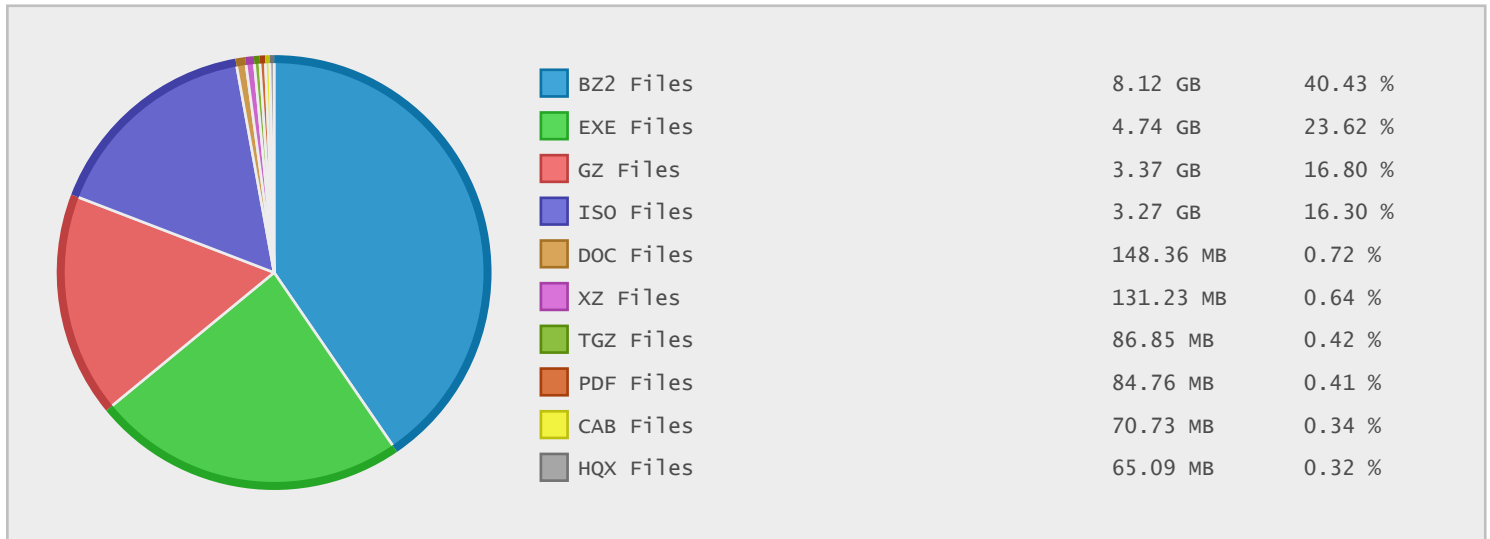 BZ2 Files 8.12 GB 40.43 %
EXE Files 4.74 GB 23.62 %
GZ Files 3.37 GB 16.80 %
ISO Files 3.27 GB 16.30 %
DOC Files 148.36 MB 0.72 %
XZ Files 131.23 MB 0.64 %
TGZ Files 86.85 MB 0.42 %
PDF Files 84.76 MB 0.41 %
CAB Files 70.73 MB 0.34 %
HQX Files 65.09 MB 0.32 %